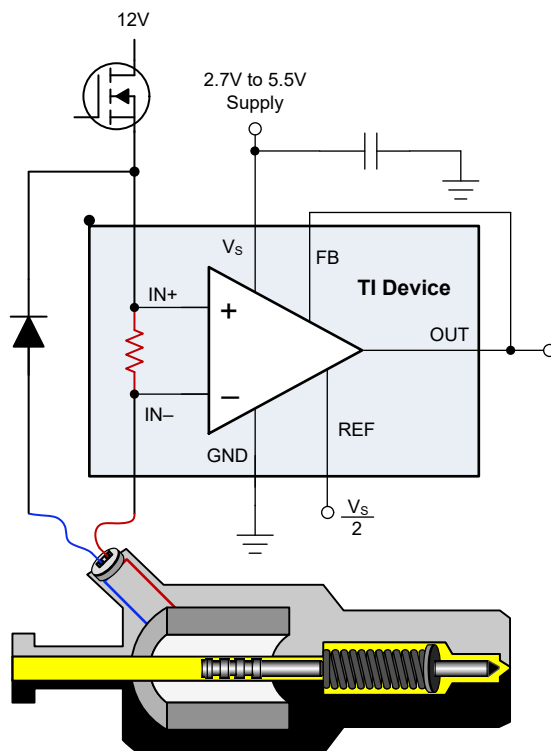 12V
2.7V to 5.5V
Supply
VS
FB
TI Device
IN+
+
OUT
−
IN–
REF
GND
VS
2